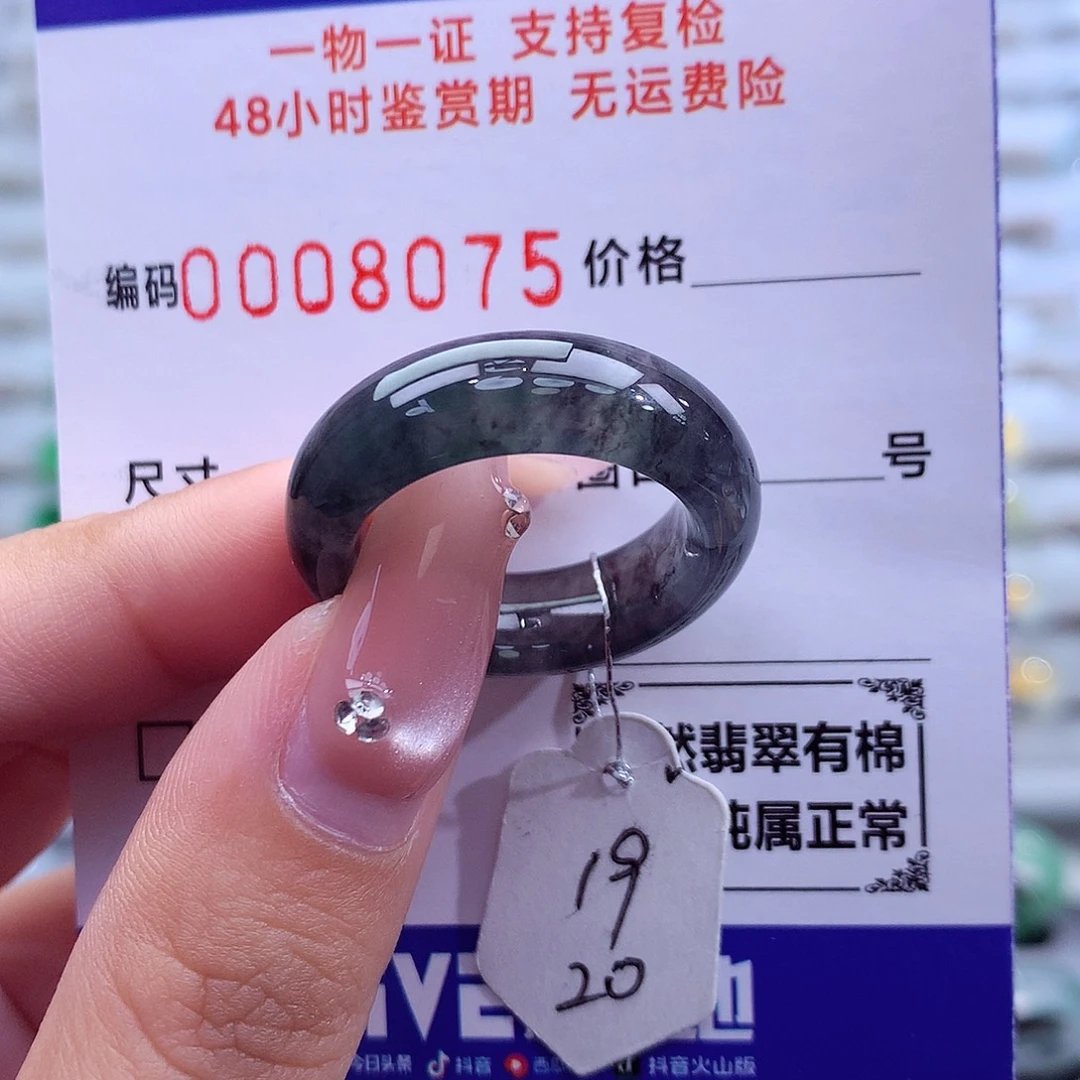 一物一证 支持复检
48小时鉴赏期 无运费险
编码0008075 价格
尺寸 号
翡翠有棉
属正常
19
20
今日头条 抖音 抖音火山版